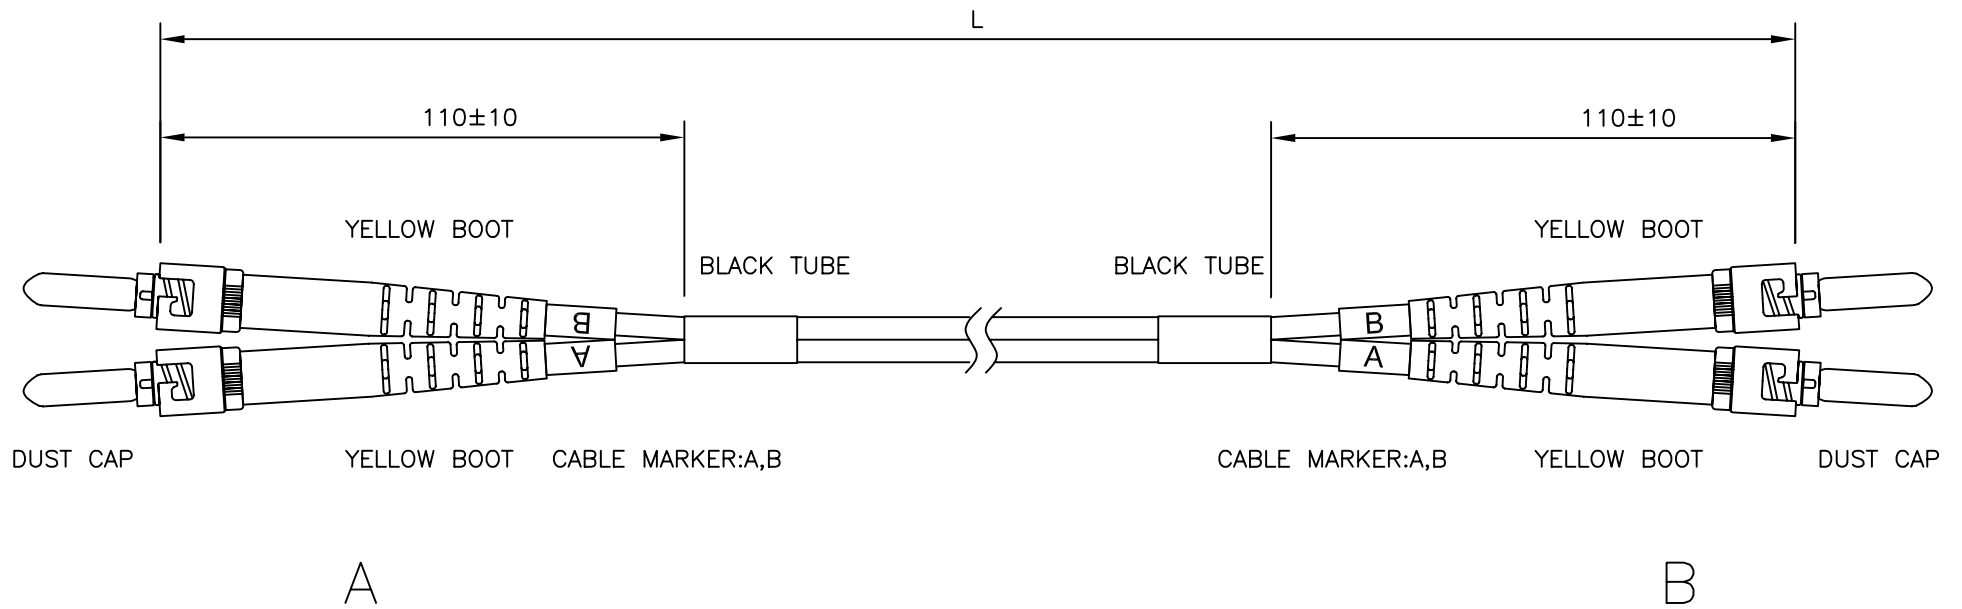 L
110±10
110±10
YELLOW BOOT
YELLOW BOOT
BLACK TUBE
BLACK TUBE
B
B
A
A
DUST CAP
YELLOW BOOT
CABLE MARKER:A,B
CABLE MARKER:A,B
YELLOW BOOT
DUST CAP
A
B